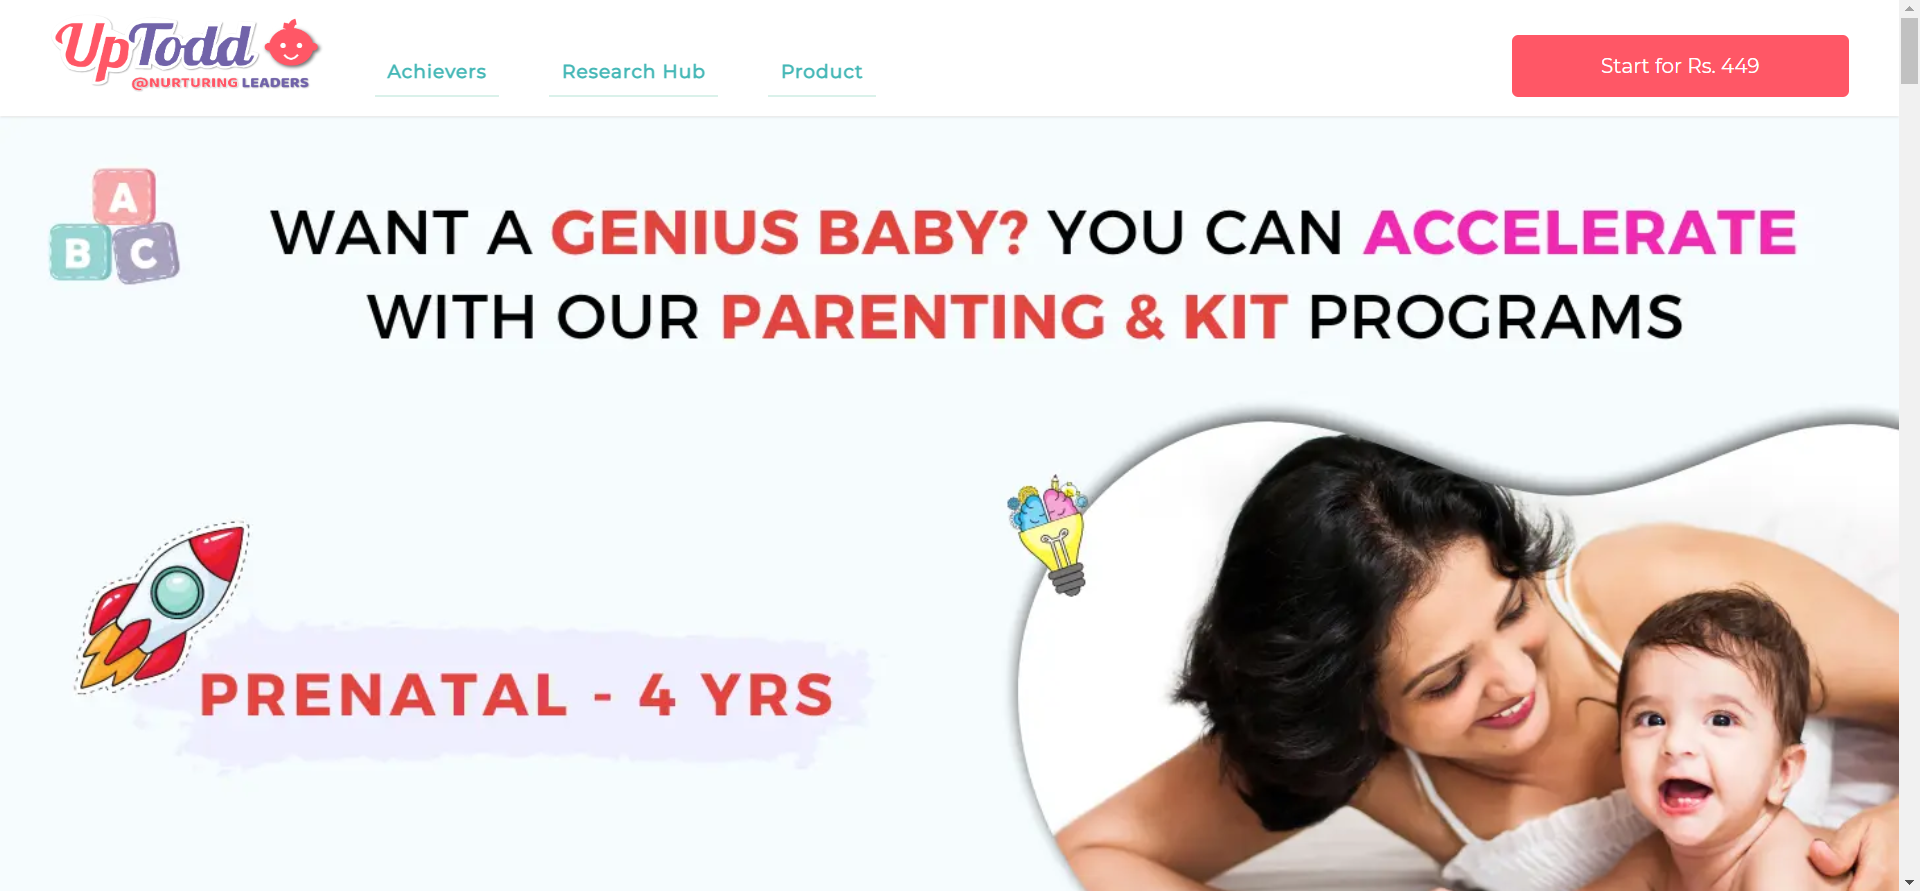 UpTodd
@NURTURING LEADERS
Achievers
Research Hub
Product
Start for Rs. 449
A
B C
WANT A GENIUS BABY? YOU CAN ACCELERATE
WITH OUR PARENTING & KIT PROGRAMS
PRENATAL - 4 YRS